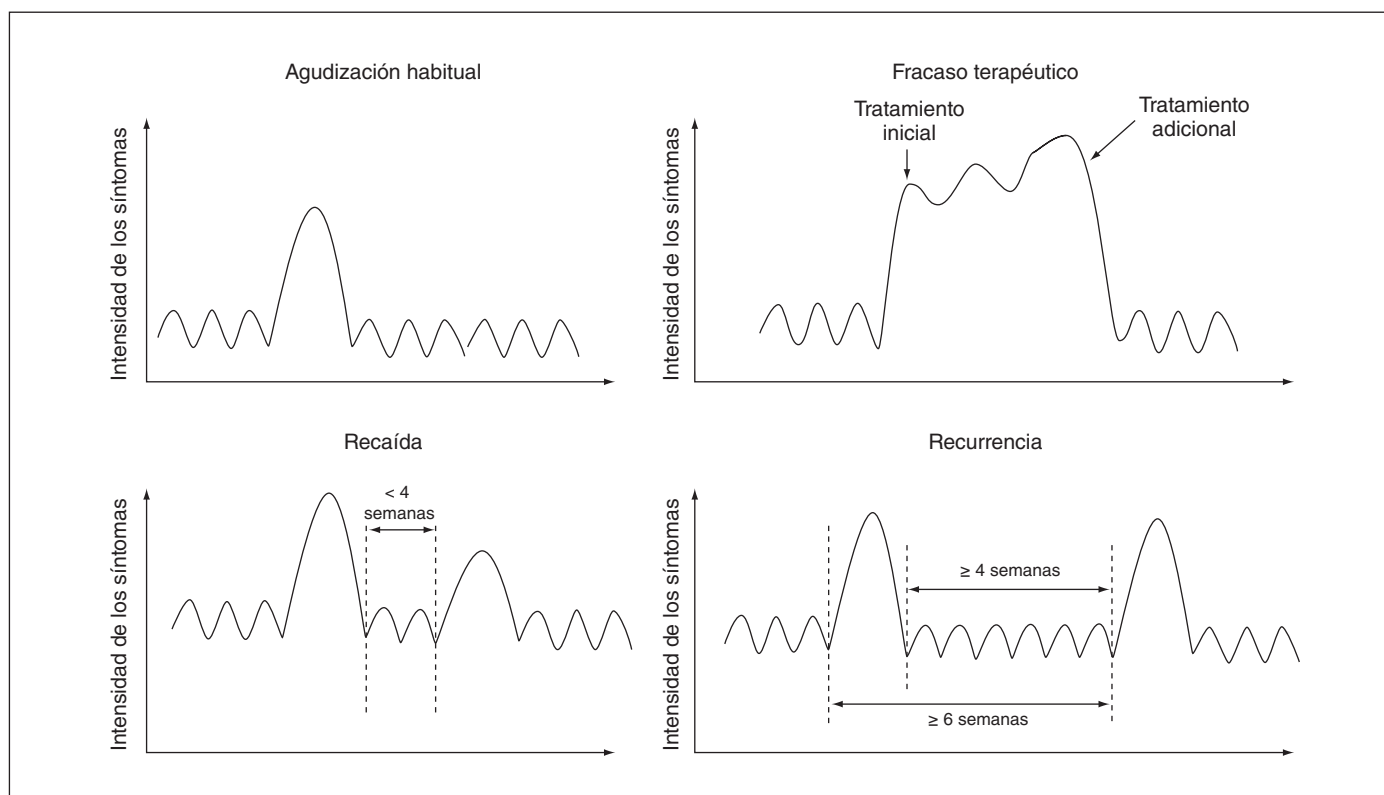 Agudización habitual
Intensidad de los síntomas
Fracaso terapéutico
Tratamiento
inicial
Tratamiento
adicional
Intensidad de los síntomas
Recaída
< 4
semanas
Intensidad de los síntomas
Recurrencia
≥ 4 semanas
≥ 6 semanas
Intensidad de los síntomas